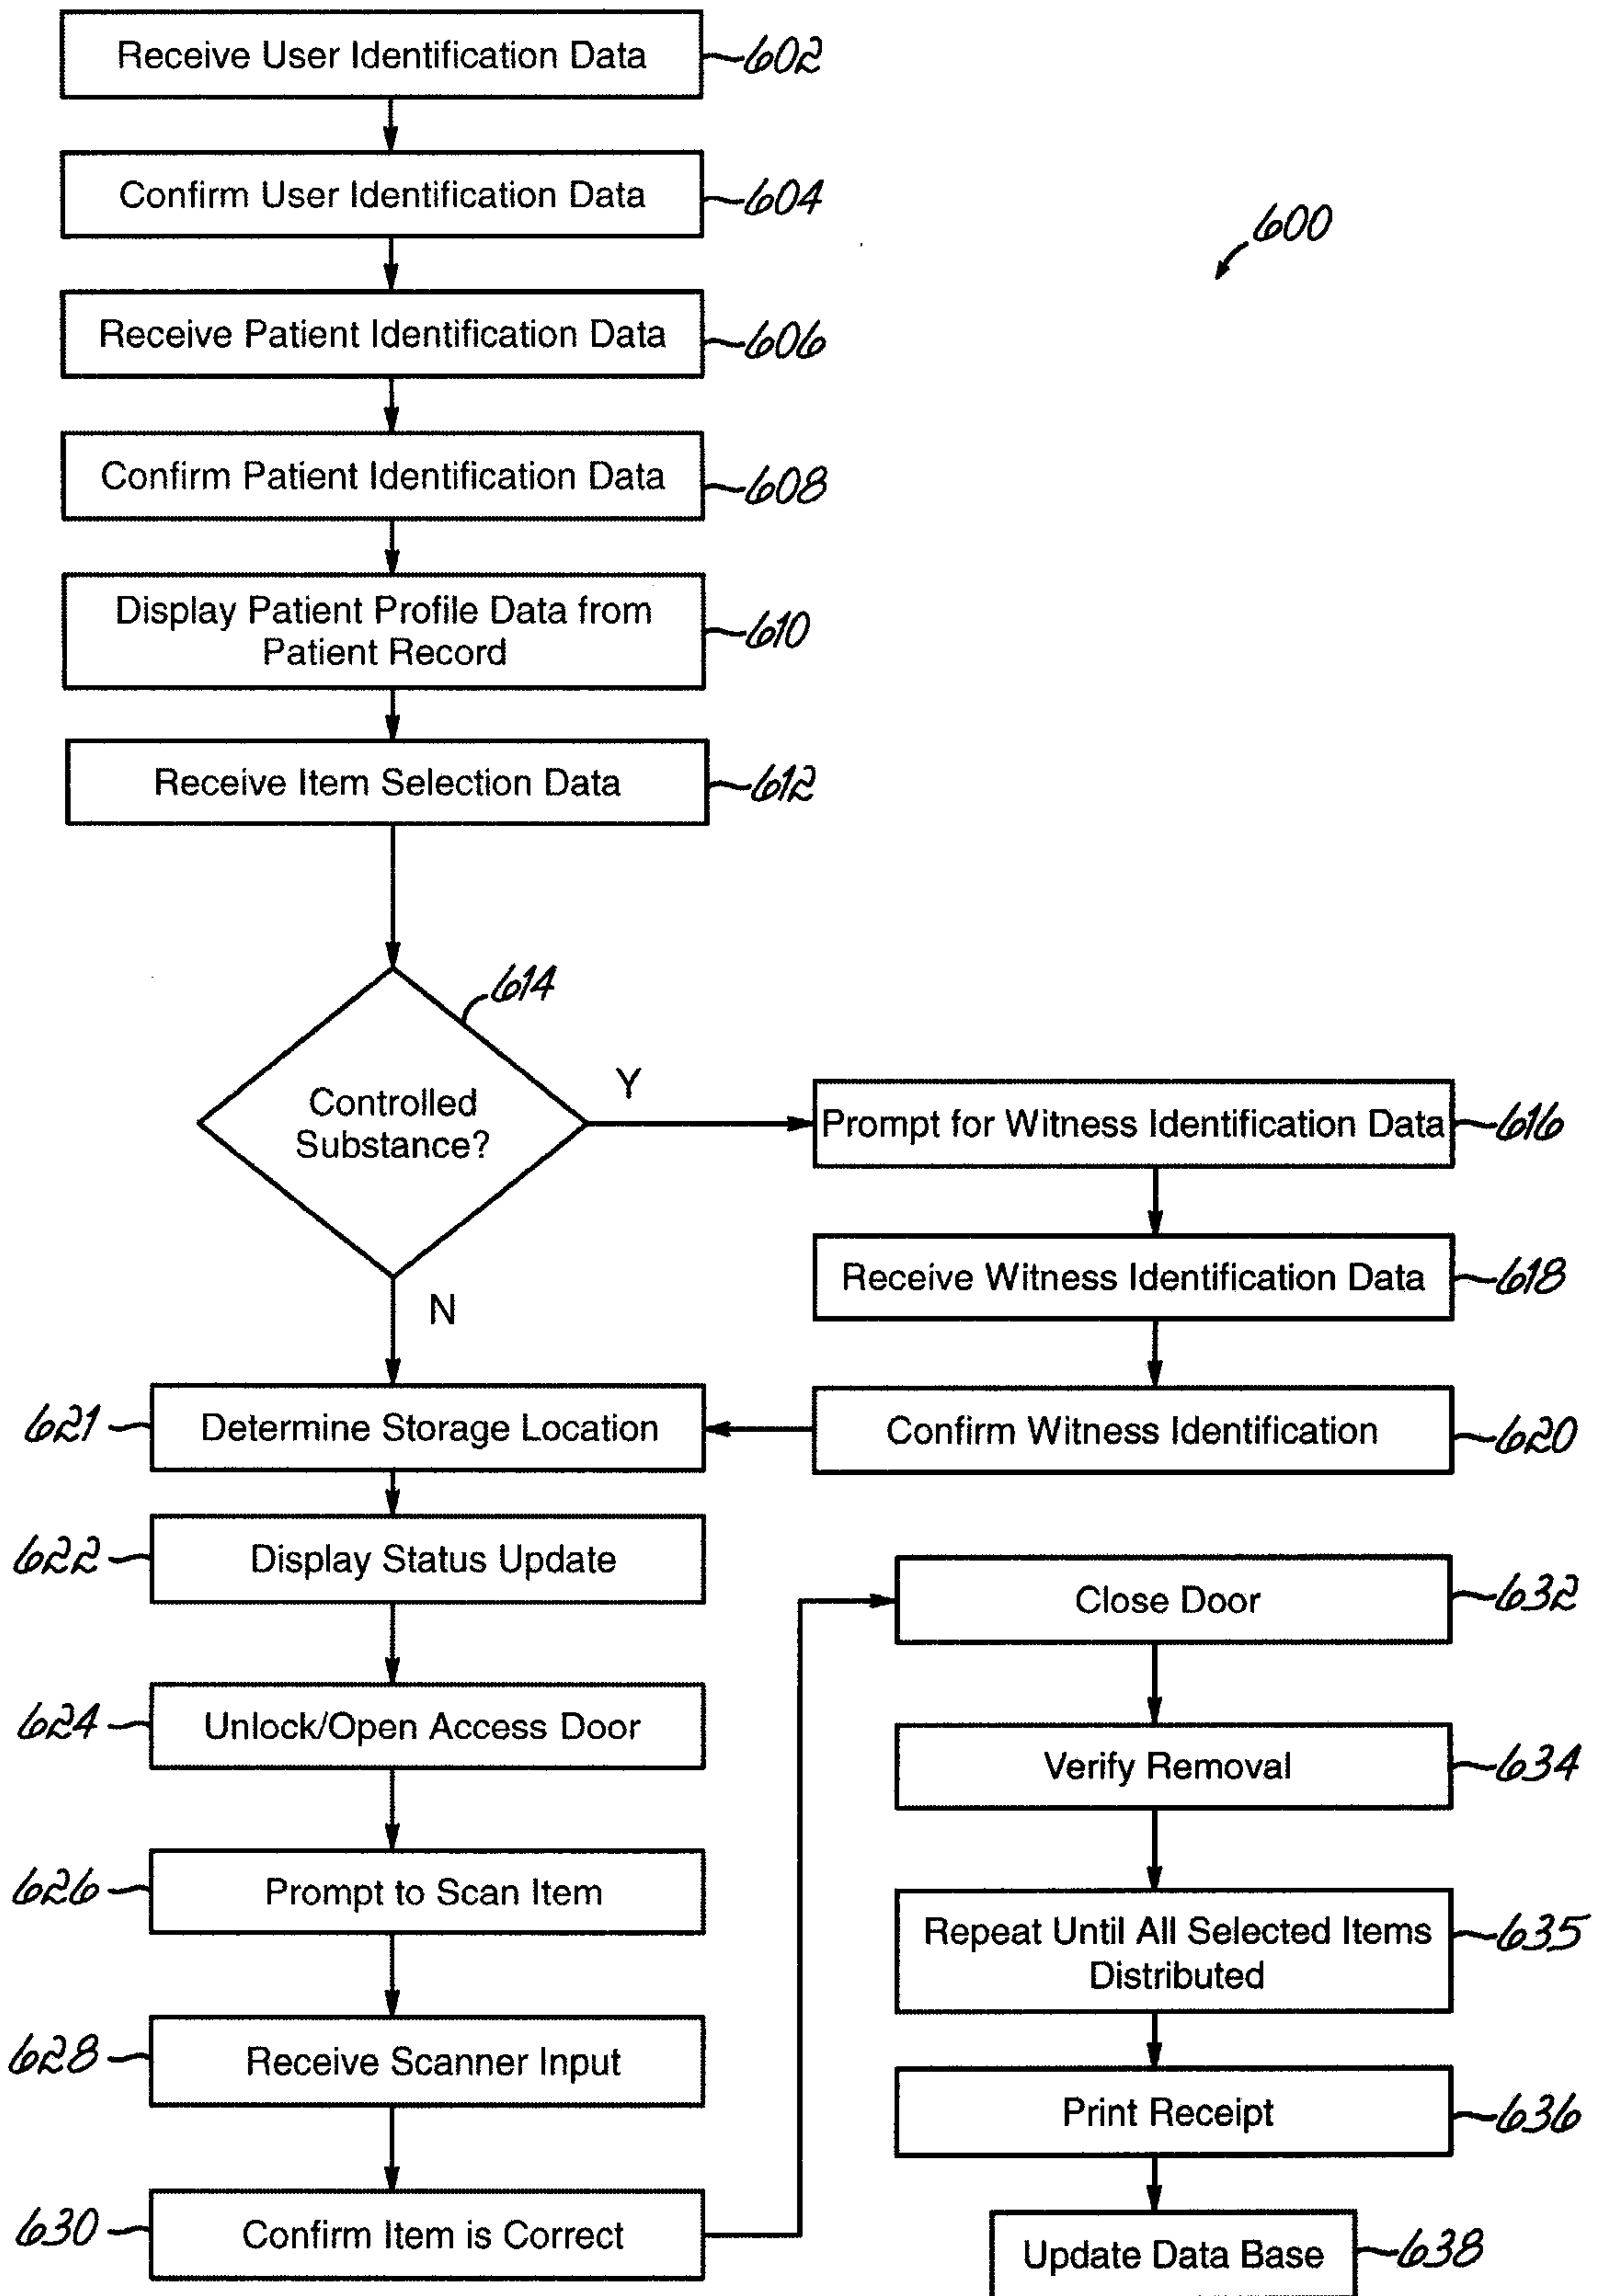 Receive User Identification Data
602
Confirm User Identification Data
604
600
Receive Patient Identification Data
606
Confirm Patient Identification Data
608
Display Patient Profile Data from
Patient Record
610
Receive Item Selection Data
612
614
Controlled
Substance?
Y
N
Prompt for Witness Identification Data
616
Receive Witness Identification Data
618
Confirm Witness Identification
620
621
Determine Storage Location
622
Display Status Update
624
Unlock/Open Access Door
626
Prompt to Scan Item
628
Receive Scanner Input
630
Confirm Item is Correct
Close Door
632
Verify Removal
634
Repeat Until All Selected Items
Distributed
635
Print Receipt
636
Update Data Base
638